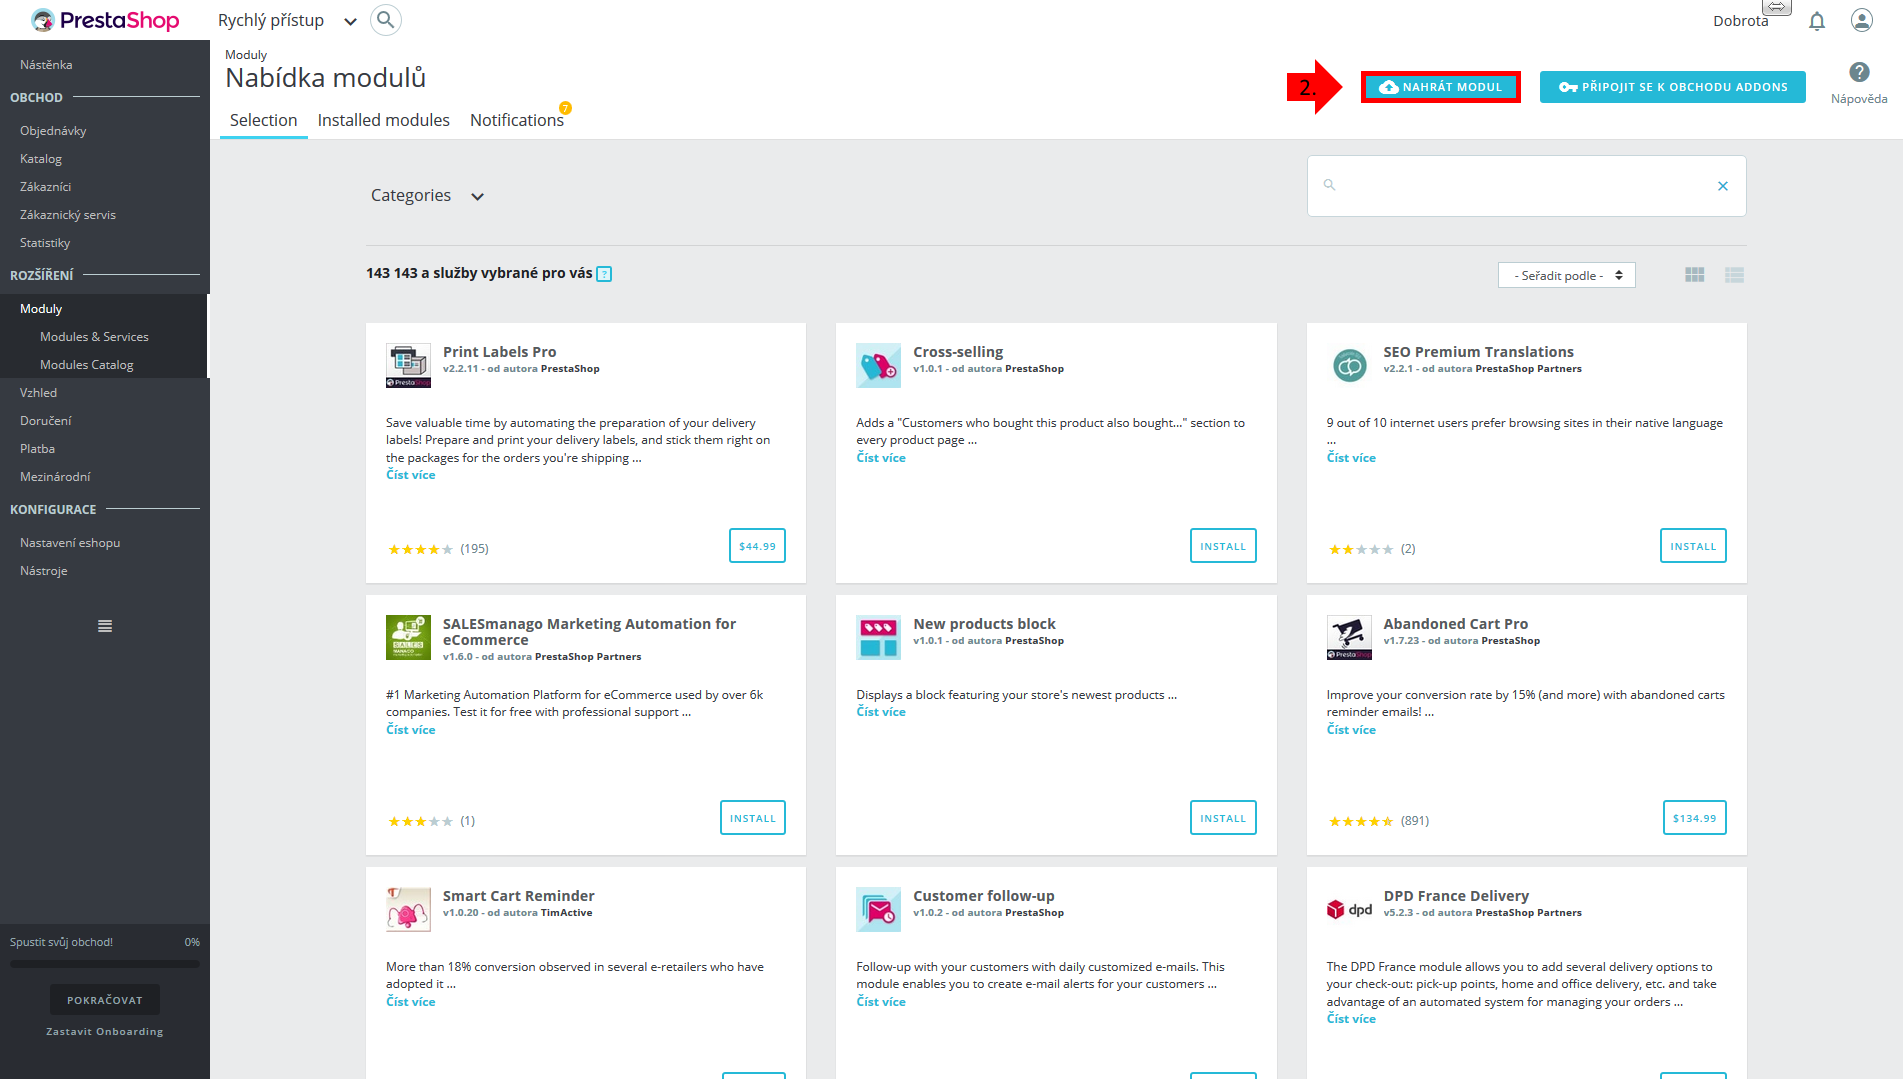 PrestaShop
Rychlý přístup
Dobrota
Nástěnka
OBCHOD
Objednávky
Katalog
Zákazníci
Zákaznický servis
Statistiky
ROZŠÍŘENÍ
Moduly
Modules & Services
Modules Catalog
Vzhled
Doručení
Platba
Mezinárodní
KONFIGURACE
Nastavení eshopu
Nástroje
Spustit svůj obchod! 0%
POKRAČOVAT
Zastavit Onboarding
Moduly
Nabídka modulů
2.
NAHRÁT MODUL
PŘIPOJIT SE K OBCHODU ADDONS
Nápověda
Selection
Installed modules
Notifications
7
Categories
143 143 a služby vybrané pro vás ?
- Seřadit podle -
Print Labels Pro
v2.2.11 - od autora PrestaShop
Save valuable time by automating the preparation of your delivery
labels! Prepare and print your delivery labels, and stick them right on
the packages for the orders you're shipping ...
Číst více
(195)
$44.99
Cross-selling
v1.0.1 - od autora PrestaShop
Adds a "Customers who bought this product also bought..." section to
every product page ...
Číst více
INSTALL
SEO Premium Translations
v2.2.1 - od autora PrestaShop Partners
9 out of 10 internet users prefer browsing sites in their native language
...
Číst více
(2)
INSTALL
SALESmanago Marketing Automation for
eCommerce
v1.6.0 - od autora PrestaShop Partners
#1 Marketing Automation Platform for eCommerce used by over 6k
companies. Test it for free with professional support ...
Číst více
(1)
INSTALL
New products block
v1.0.1 - od autora PrestaShop
Displays a block featuring your store's newest products ...
Číst více
INSTALL
Abandoned Cart Pro
v1.7.23 - od autora PrestaShop
Improve your conversion rate by 15% (and more) with abandoned carts
reminder emails! ...
Číst více
(891)
$134.99
Smart Cart Reminder
v1.0.20 - od autora TimActive
More than 18% conversion observed in several e-retailers who have
adopted it ...
Číst více
Customer follow-up
v1.0.2 - od autora PrestaShop
Follow-up with your customers with daily customized e-mails. This
module enables you to create e-mail alerts for your customers ...
Číst více
dpd
DPD France Delivery
v5.2.3 - od autora PrestaShop Partners
The DPD France module allows you to add several delivery options to
your check-out: pick-up points, home and office delivery, etc. and take
advantage of an automated system for managing your orders ...
Číst více